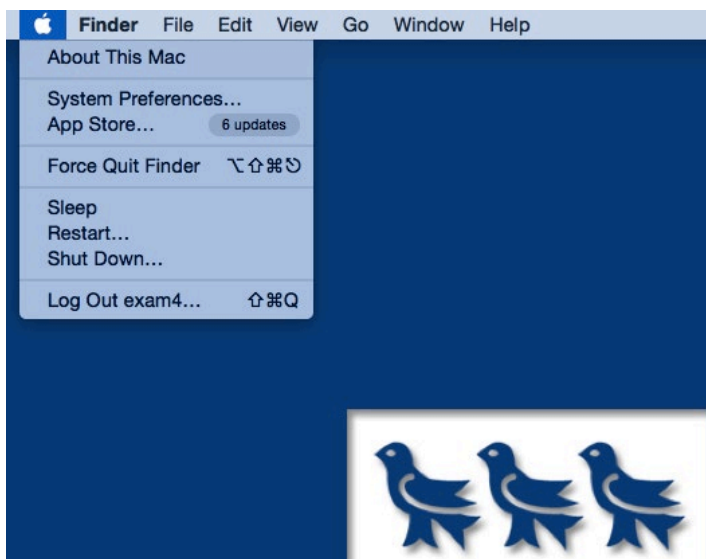 Finder File Edit View Go Window Help
About This Mac
System Preferences...
App Store... 6 updates
Force Quit Finder ⌥⇧⌘⎋
Sleep
Restart...
Shut Down...
Log Out exam4... ⇧⌘Q